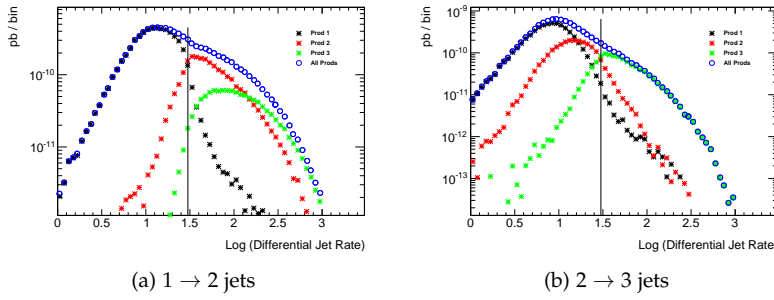 pb / bin
Prod 1
Prod 2
Prod 3
All Prods
10^-10
10^-11
0 0.5 1 1.5 2 2.5 3
Log (Differential Jet Rate)
(a) 1 → 2 jets
pb / bin
Prod 1
Prod 2
Prod 3
All Prods
10^-9
10^-10
10^-11
10^-12
10^-13
0 0.5 1 1.5 2 2.5 3
Log (Differential Jet Rate)
(b) 2 → 3 jets